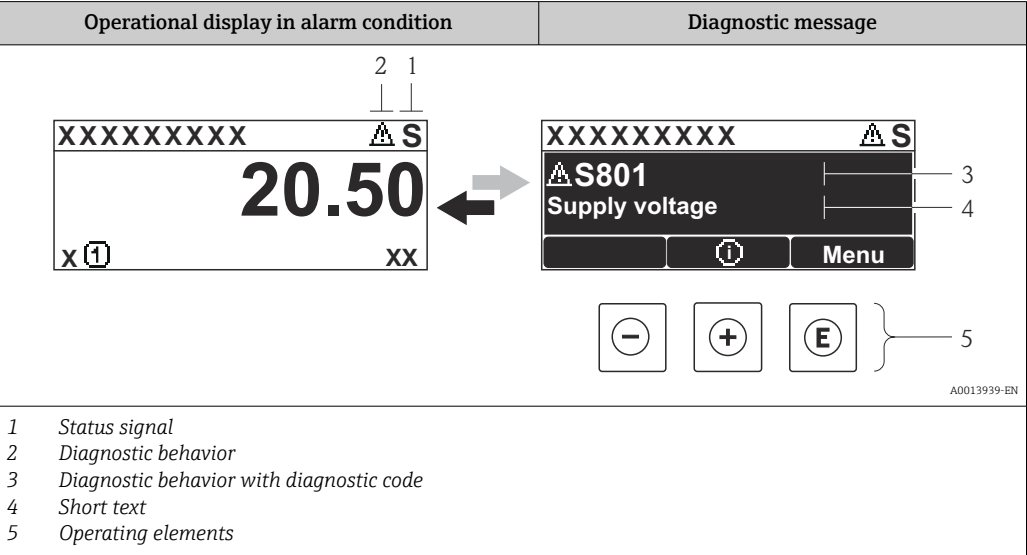 Operational display in alarm condition
Diagnostic message
2 1
XXXXXXXXX S
20.50
X 1 XX
XXXXXXXXX S
S801 3
Supply voltage 4
i Menu
− + E 5
A0013939-EN
1 Status signal
2 Diagnostic behavior
3 Diagnostic behavior with diagnostic code
4 Short text
5 Operating elements